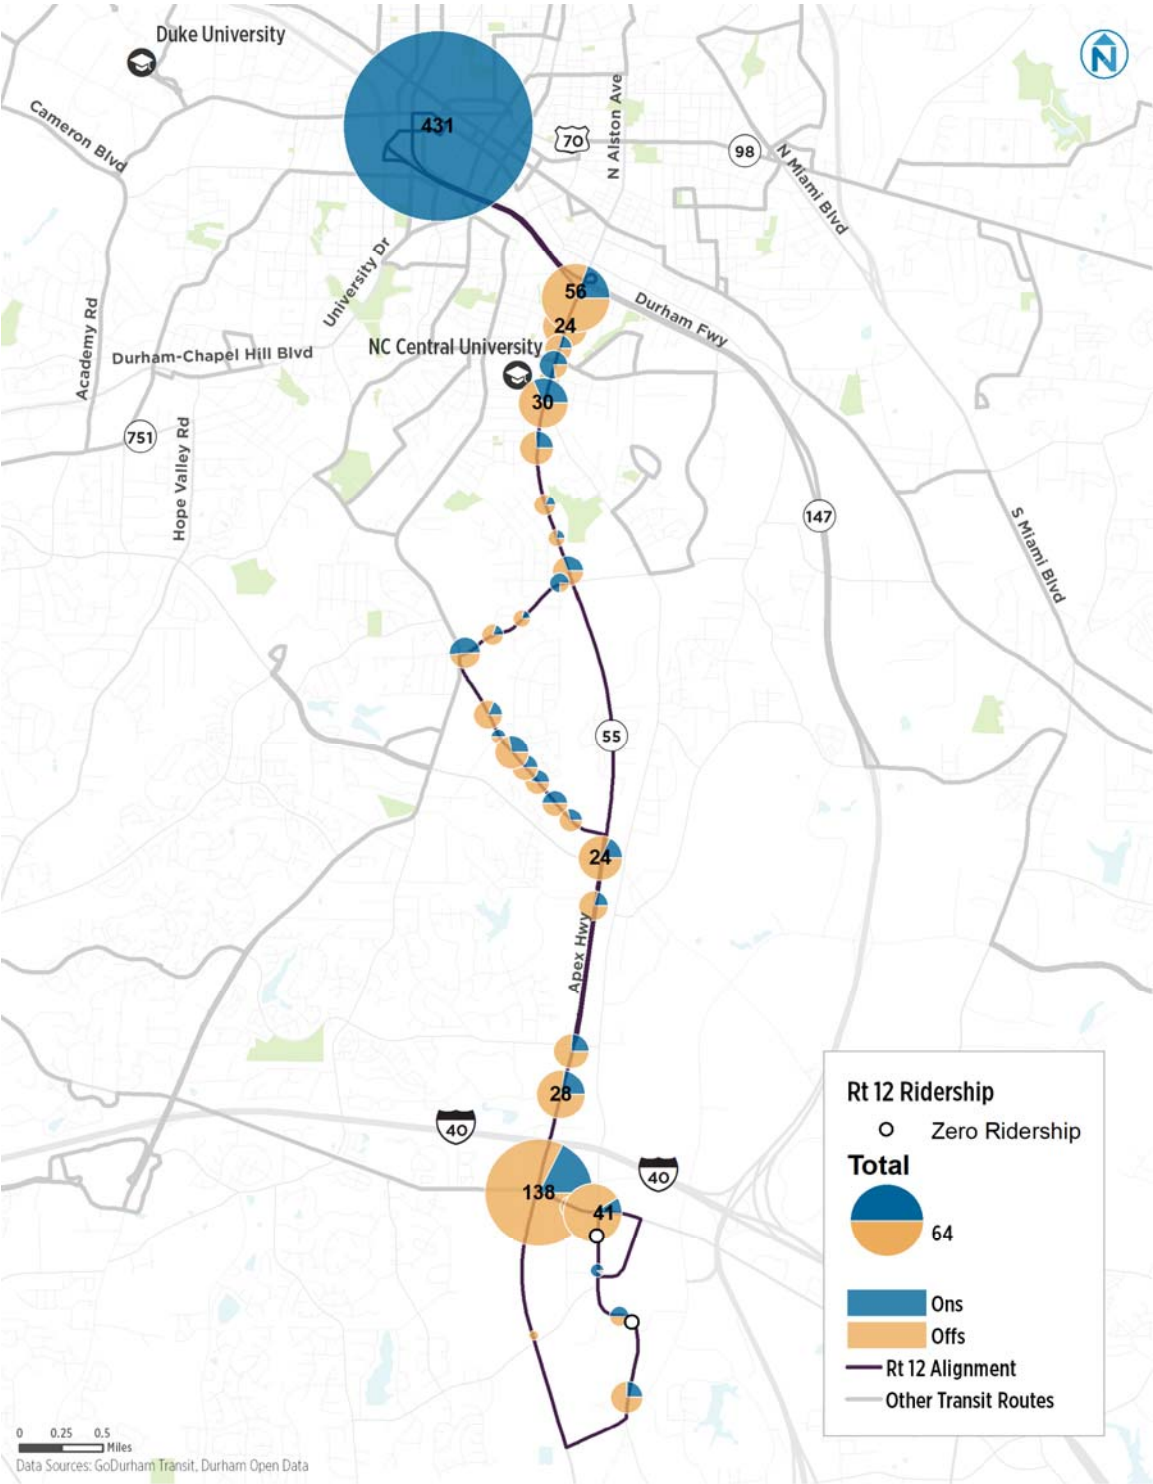 Duke University
N
Cameron Blvd
431
70
N Alston Ave
98
N Miami Blvd
University Dr
56
24
Durham Fwy
Academy Rd
Durham-Chapel Hill Blvd
NC Central University
30
751
Hope Valley Rd
147
S Miami Blvd
55
24
Apex Hwy
28
40
40
138
41
Rt 12 Ridership
Zero Ridership
Total
64
Ons
Offs
Rt 12 Alignment
Other Transit Routes
0 0.25 0.5
Miles
Data Sources: GoDurham Transit, Durham Open Data